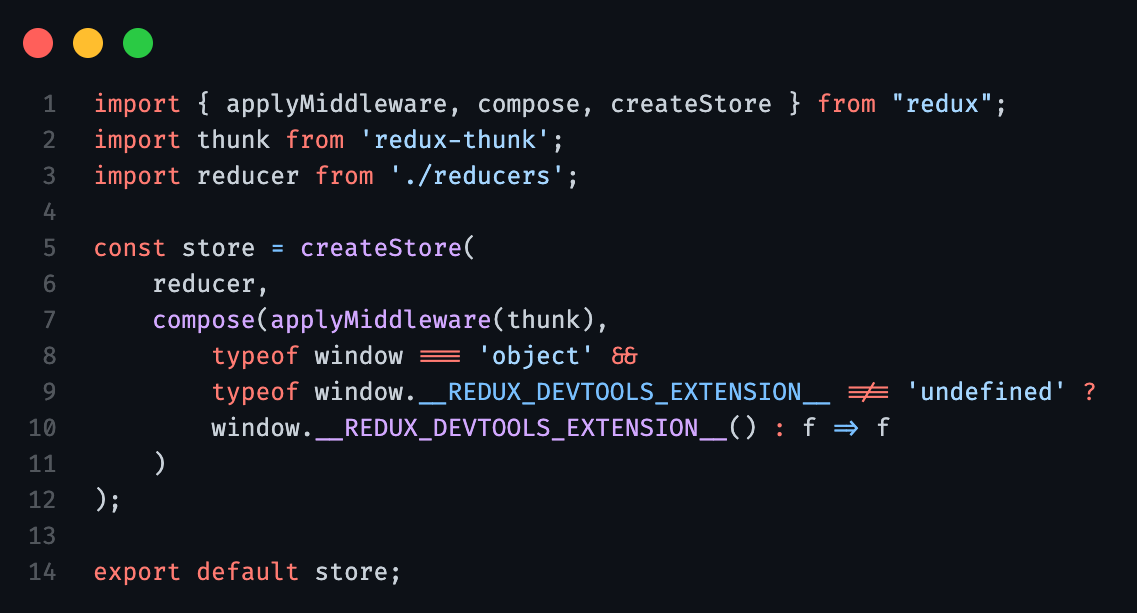 1 import { applyMiddleware, compose, createStore } from "redux";
2 import thunk from 'redux-thunk';
3 import reducer from './reducers';
4
5 const store = createStore(
6     reducer,
7     compose(applyMiddleware(thunk),
8         typeof window === 'object' &&
9         typeof window.__REDUX_DEVTOOLS_EXTENSION__ !== 'undefined' ?
10         window.__REDUX_DEVTOOLS_EXTENSION__() : f => f
11     )
12 );
13
14 export default store;